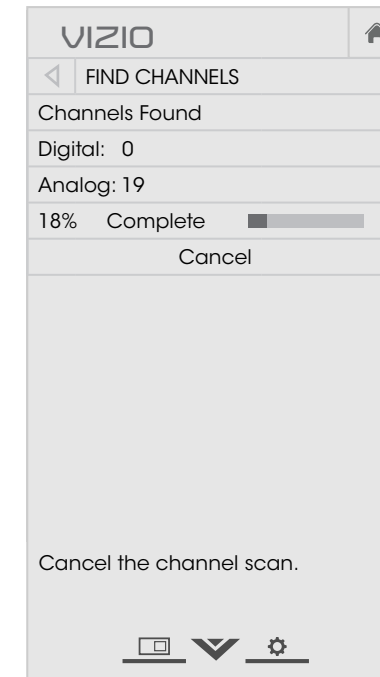 VIZIO
FIND CHANNELS
Channels Found
Digital: 0
Analog: 19
18% Complete
Cancel
Cancel the channel scan.